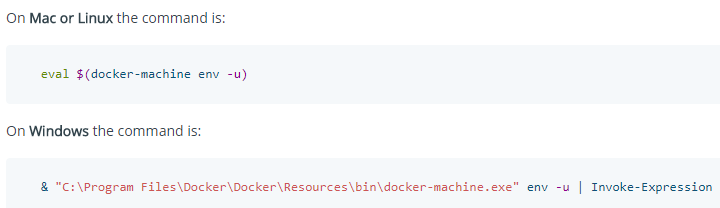 On Mac or Linux the command is:
eval $(docker-machine env -u)
On Windows the command is:
& "C:\Program Files\Docker\Docker\Resources\bin\docker-machine.exe" env -u | Invoke-Expression